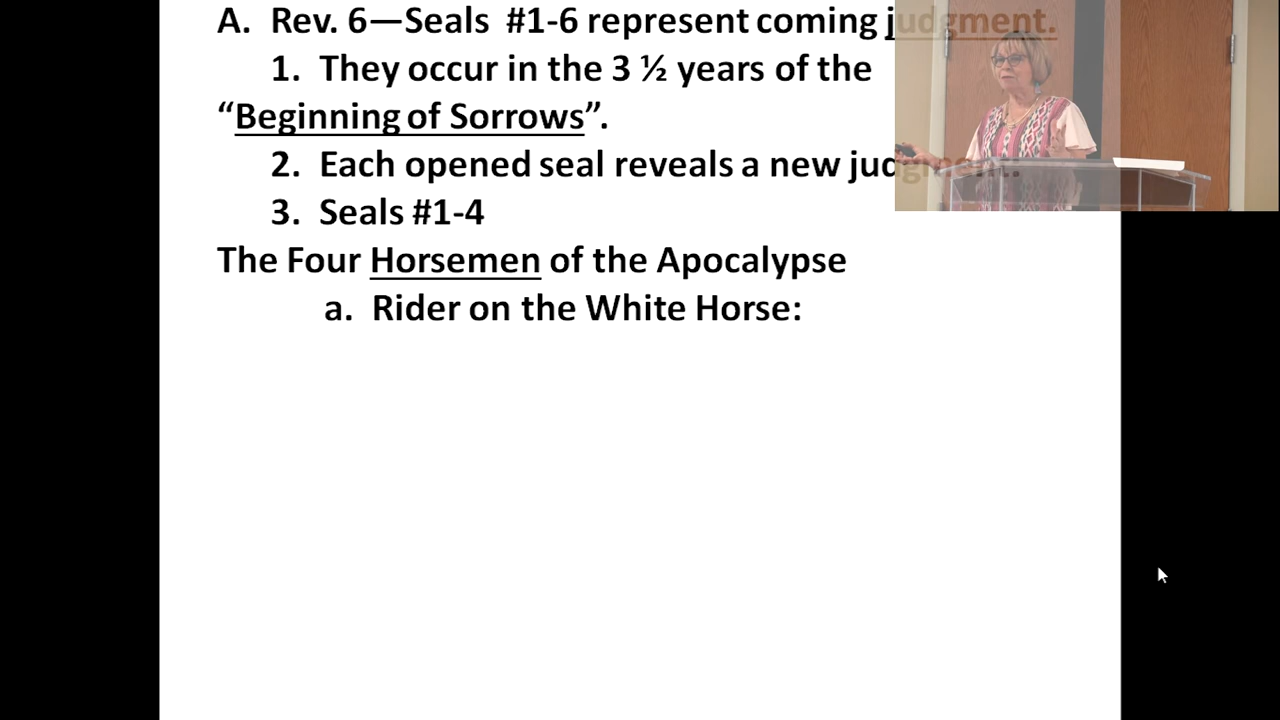 A. Rev. 6—Seals #1-6 represent coming judgment.
1. They occur in the 3 ½ years of the
“Beginning of Sorrows”.
2. Each opened seal reveals a new judgment.
3. Seals #1-4
The Four Horsemen of the Apocalypse
a. Rider on the White Horse: